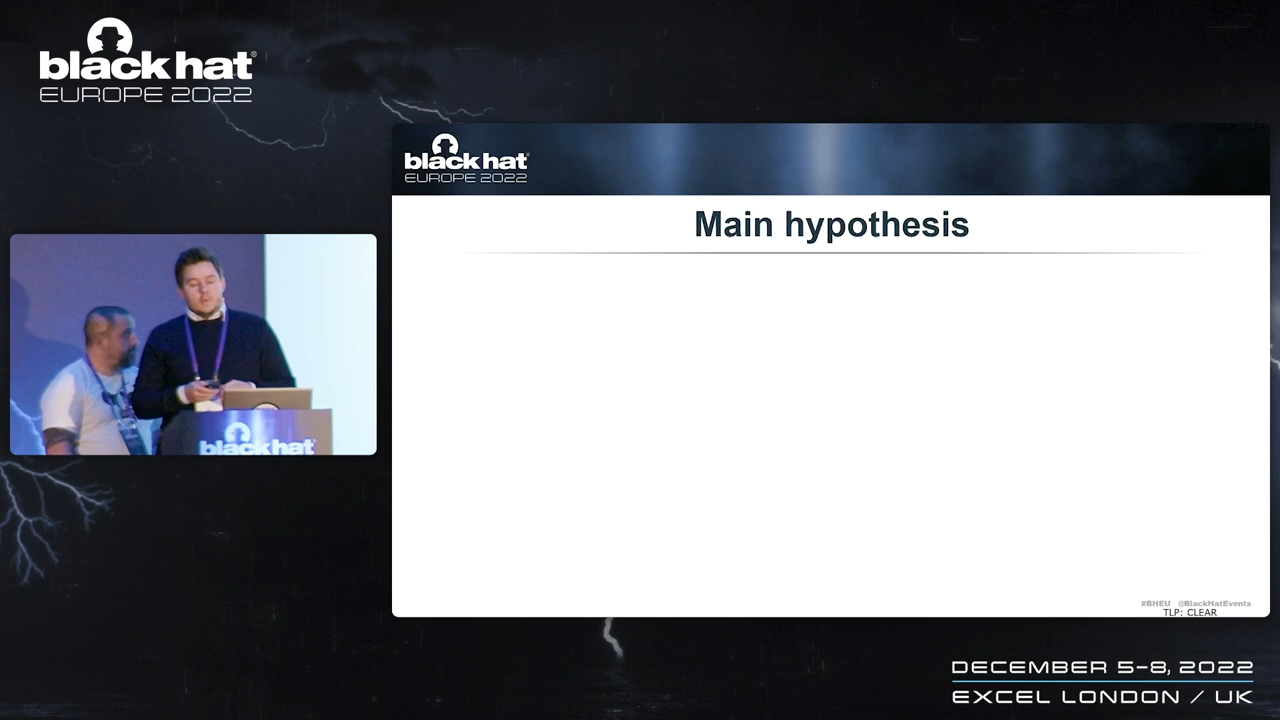 black hat®
EUROPE 2022
black hat®
EUROPE 2022
Main hypothesis
black hat
#BHEU @BlackHatEvents
TLP: CLEAR
DECEMBER 5-8, 2022
EXCEL LONDON / UK